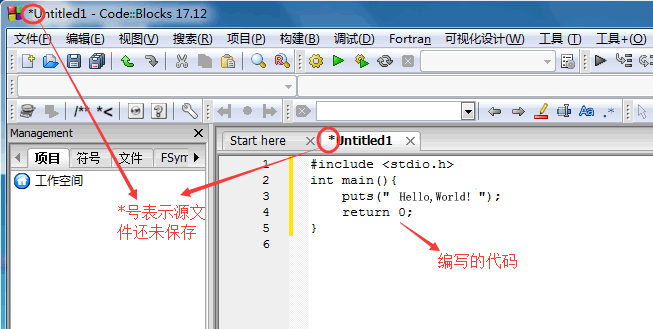 *Untitled1 - Code::Blocks 17.12
文件(F) 编辑(E) 视图(V) 搜索(R) 项目(P) 构建(B) 调试(D) Fortran 可视化设计(W) 工具 (T) 工具+(O)
/** *<
Aa .*
Management
项目 符号 文件 FSym
工作空间
Start here *Untitled1
1 #include <stdio.h>
2 int main(){
3 puts(" Hello,World! ");
4 return 0;
5 }
6
*号表示源文
件还未保存
编写的代码